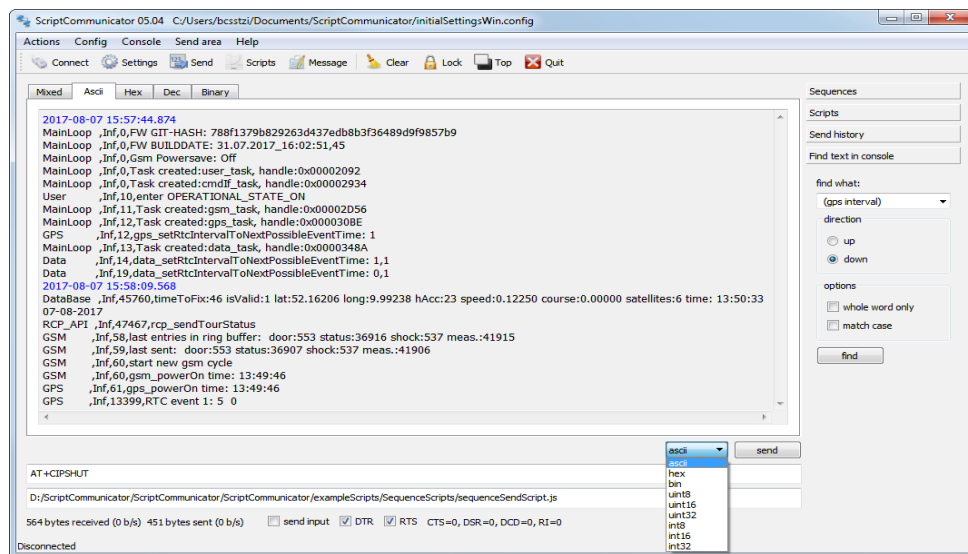 ScriptCommunicator 05.04   C:/Users/bcsstzi/Documents/ScriptCommunicator/initialSettingsWin.config
Actions Config Console Send area Help
Connect Settings Send Scripts Message Clear Lock Top Quit
Mixed Ascii Hex Dec Binary
2017-08-07 15:57:44.874
MainLoop ,Inf,0,FW GIT-HASH: 788f1379b829263d437edb8b3f36489d9f9857b9
MainLoop ,Inf,0,FW BUILDDATE: 31.07.2017_16:02:51,45
MainLoop ,Inf,0,Gsm Powersave: Off
MainLoop ,Inf,0,Task created:user_task, handle:0x00002092
MainLoop ,Inf,0,Task created:cmdIf_task, handle:0x00002934
User ,Inf,10,enter OPERATIONAL_STATE_ON
MainLoop ,Inf,11,Task created:gsm_task, handle:0x00002D56
MainLoop ,Inf,12,Task created:gps_task, handle:0x000030BE
GPS ,Inf,12,gps_setRtcIntervalToNextPossibleEventTime: 1
MainLoop ,Inf,13,Task created:data_task, handle:0x0000348A
Data ,Inf,14,data_setRtcIntervalToNextPossibleEventTime: 1,1
Data ,Inf,19,data_setRtcIntervalToNextPossibleEventTime: 0,1
2017-08-07 15:58:09.568
DataBase ,Inf,45760,timeToFix:46 isValid:1 lat:52.16206 long:9.99238 hAcc:23 speed:0.12250 course:0.00000 satellites:6 time: 13:50:33
07-08-2017
RCP_API ,Inf,47467,rcp_sendTourStatus
GSM ,Inf,58,last entries in ring buffer: door:553 status:36916 shock:537 meas.:41915
GSM ,Inf,59,last sent: door:553 status:36907 shock:537 meas.:41906
GSM ,Inf,60,start new gsm cycle
GSM ,Inf,60,gsm_powerOn time: 13:49:46
GPS ,Inf,61,gps_powerOn time: 13:49:46
GPS ,Inf,13399,RTC event 1: 5 0
Sequences
Scripts
Send history
Find text in console
find what:
(gps interval)
direction
up
down
options
whole word only
match case
find
ascii
send
ascii
hex
bin
uint8
uint16
uint32
int8
int16
int32
AT+CIPSHUT
D:/ScriptCommunicator/ScriptCommunicator/ScriptCommunicator/exampleScripts/SequenceScripts/sequenceSendScript.js
564 bytes received (0 b/s) 451 bytes sent (0 b/s) send input DTR RTS CTS=0, DSR=0, DCD=0, RI=0
Disconnected